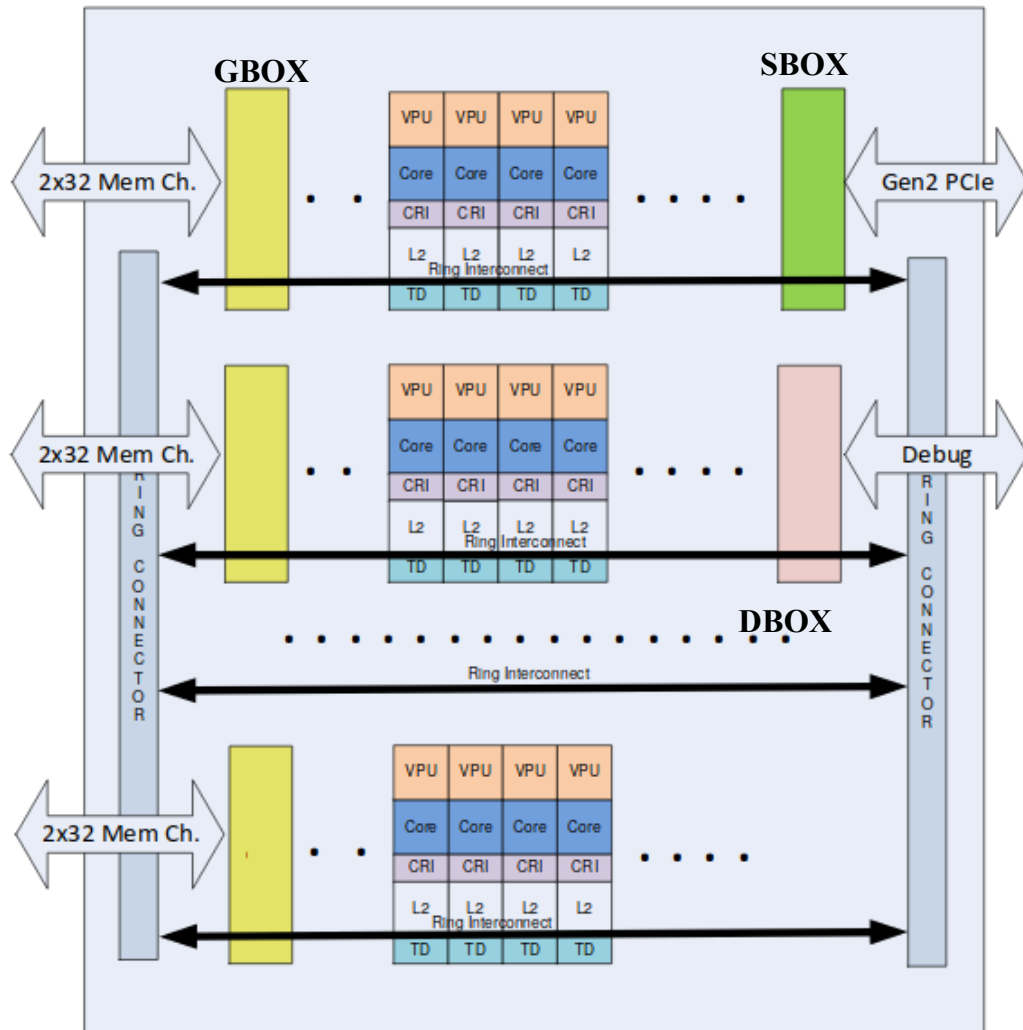 GBOX SBOX
VPU VPU VPU VPU
2x32 Mem Ch. Core Core Core Core Gen2 PCIe
CRI CRI CRI CRI
L2 L2 L2 L2
Ring Interconnect
TD TD TD TD
VPU VPU VPU VPU
2x32 Mem Ch. Core Core Core Core Debug
CRI CRI CRI CRI
L2 L2 L2 L2
Ring Interconnect
TD TD TD TD
RING CONNECTOR
RING CONNECTOR
DBOX
Ring Interconnect
VPU VPU VPU VPU
2x32 Mem Ch. Core Core Core Core
CRI CRI CRI CRI
L2 L2 L2 L2
Ring Interconnect
TD TD TD TD